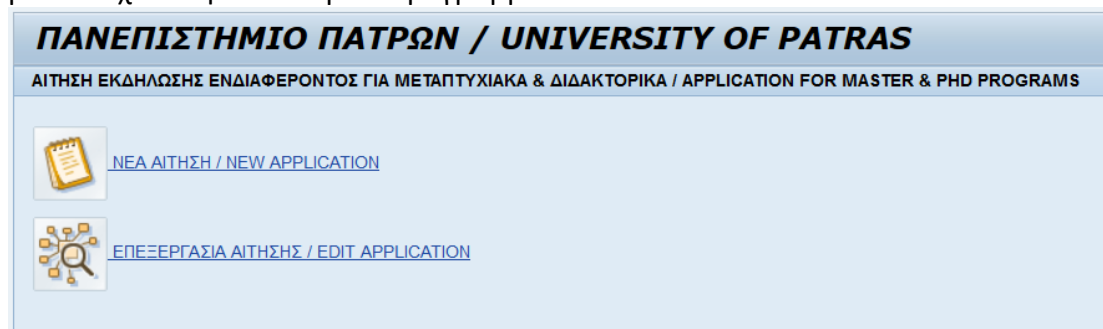 ΠΑΝΕΠΙΣΤΗΜΙΟ ΠΑΤΡΩΝ / UNIVERSITY OF PATRAS
ΑΙΤΗΣΗ ΕΚΔΗΛΩΣΗΣ ΕΝΔΙΑΦΕΡΟΝΤΟΣ ΓΙΑ ΜΕΤΑΠΤΥΧΙΑΚΑ & ΔΙΔΑΚΤΟΡΙΚΑ / APPLICATION FOR MASTER & PHD PROGRAMS
ΝΕΑ ΑΙΤΗΣΗ / NEW APPLICATION
ΕΠΕΞΕΡΓΑΣΙΑ ΑΙΤΗΣΗΣ / EDIT APPLICATION